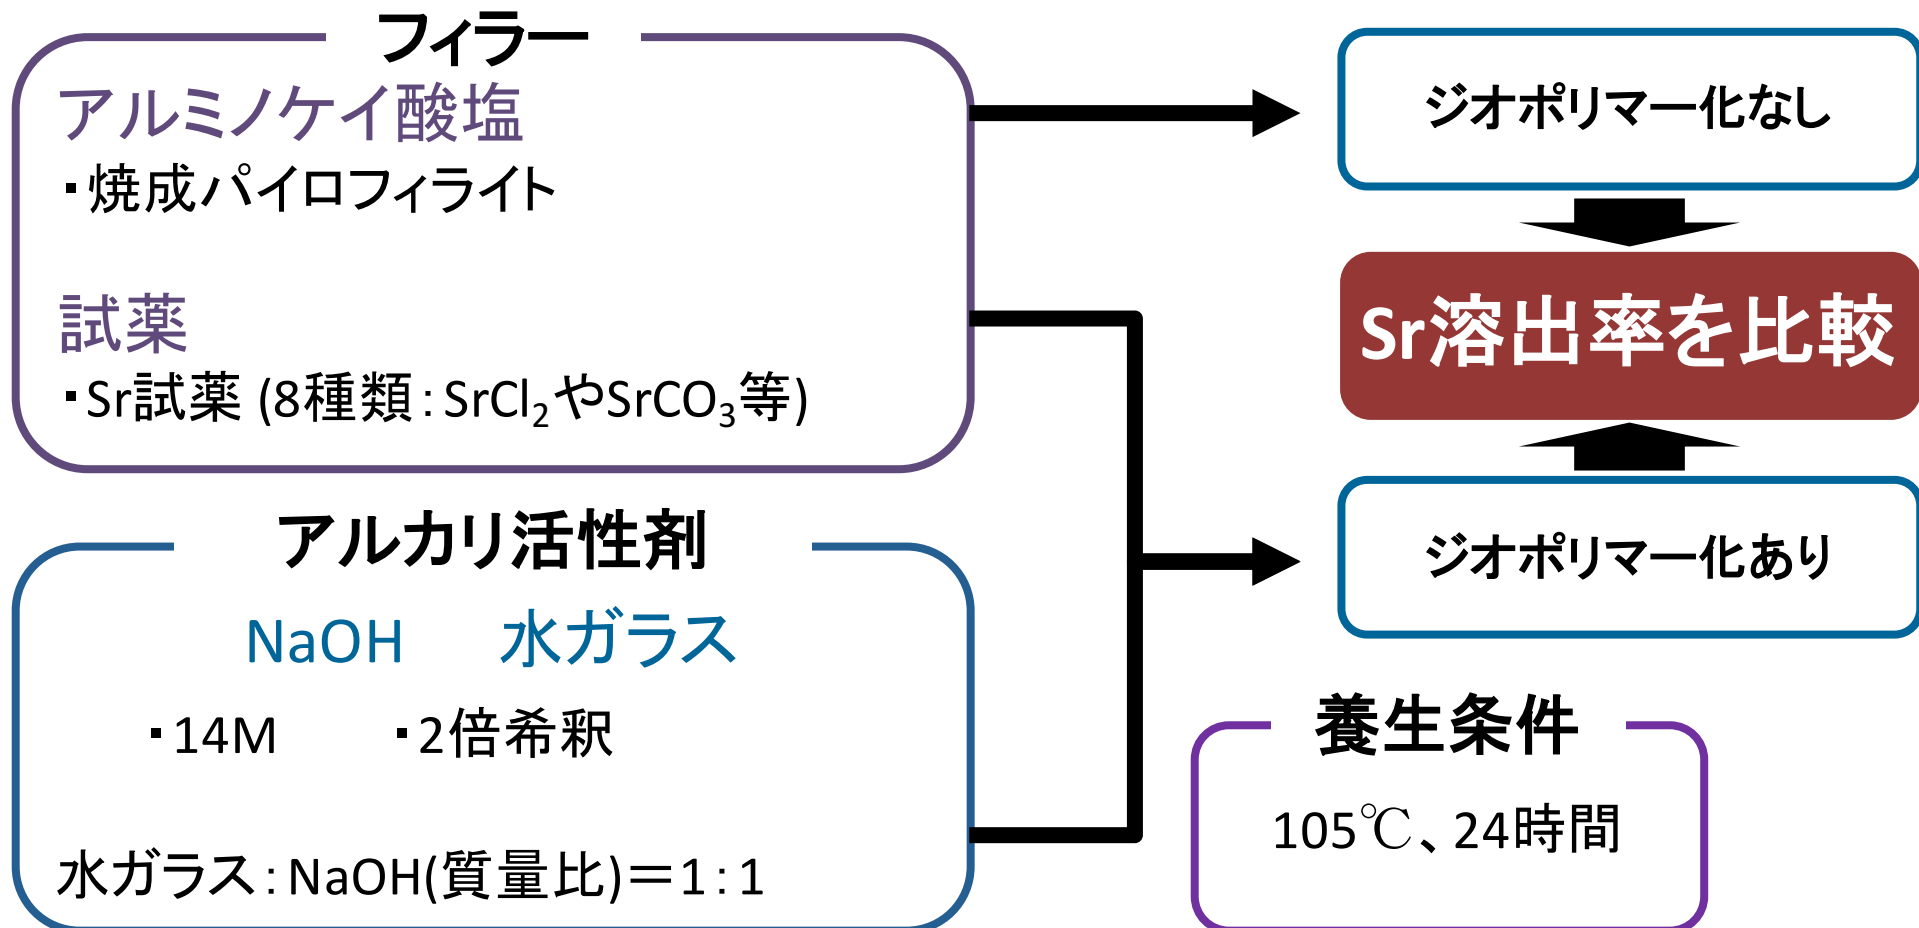 フィラー
アルミノケイ酸塩
・焼成パイロフィライト
試薬
・Sr試薬 (8種類：SrCl₂やSrCO₃等)
アルカリ活性剤
NaOH 水ガラス
・14M ・2倍希釈
水ガラス：NaOH(質量比)＝1：1
ジオポリマー化なし
Sr溶出率を比較
ジオポリマー化あり
養生条件
105℃、24時間